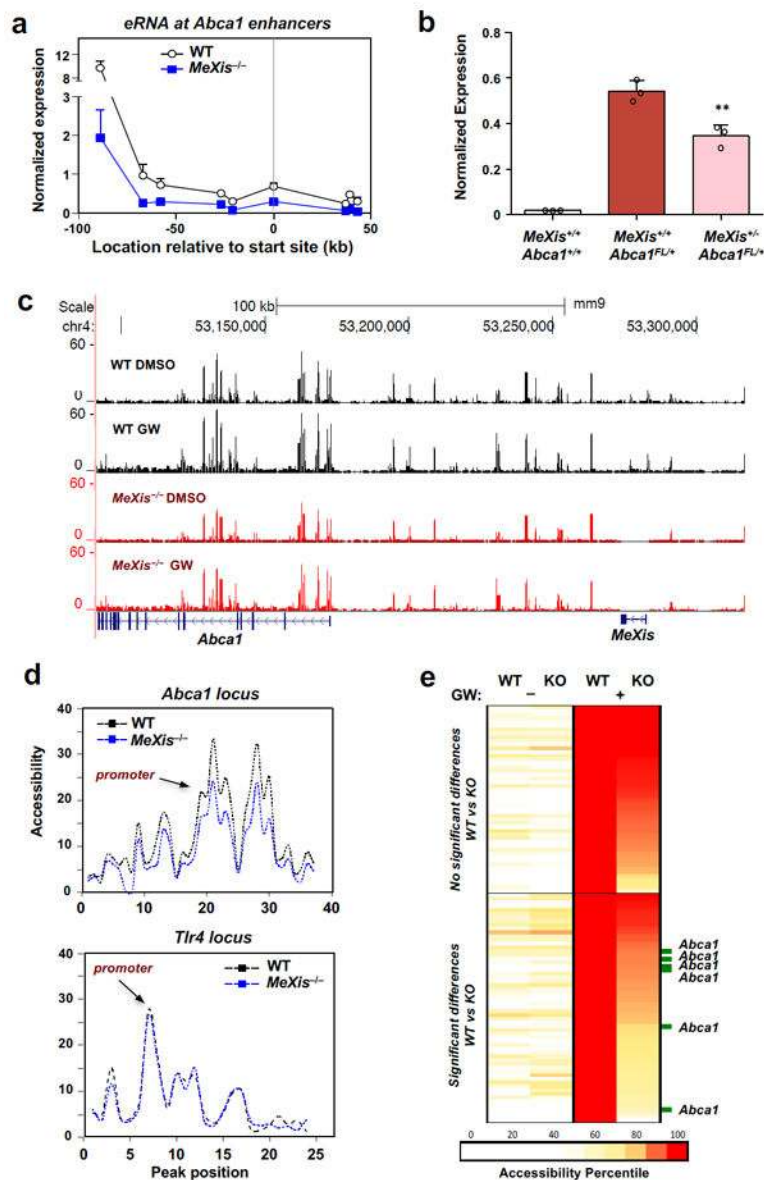 a
eRNA at Abca1 enhancers
WT
MeXis–/–
12
8
3
2
1
0
Normalized expression
-100 -50 0 50
Location relative to start site (kb)
b
0.8
0.6
0.4
0.2
0
Normalized Expression
**
MeXis+/+ MeXis+/+ MeXis+/-
Abca1+/+ Abca1FL/+ Abca1FL/+
c
Scale 100 kb mm9
chr4: 53,150,000 53,200,000 53,250,000 53,300,000
60
WT DMSO
0
60
WT GW
0
60
MeXis–/– DMSO
0
60
MeXis–/– GW
0
Abca1 MeXis
d
Abca1 locus
40
30
20
10
0
Accessibility
WT
MeXis–/–
promoter
0 10 20 30 40
Tlr4 locus
40
30
20
10
0
promoter
WT
MeXis–/–
0 5 10 15 20 25
Peak position
e
WT KO WT KO
GW: – +
No significant differences
WT vs KO
Significant differences
WT vs KO
Abca1
Abca1
Abca1
Abca1
Abca1
Abca1
0 20 40 60 80 100
Accessibility Percentile